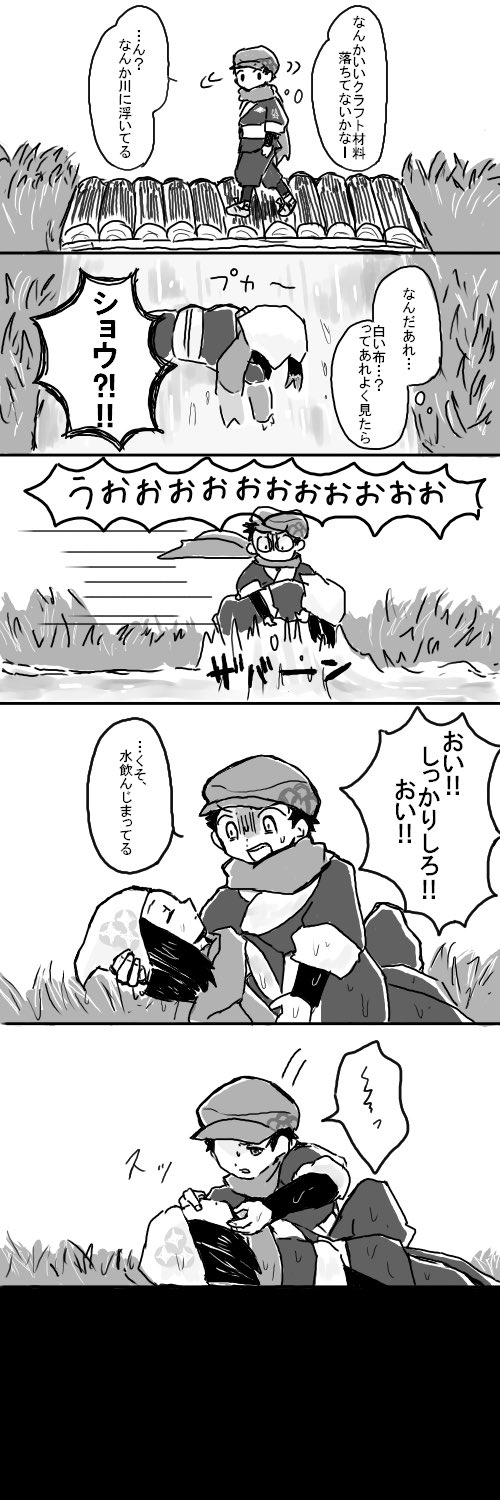 なんかいいクラフト材料
落ちてないかなー
…ん?
なんか川に浮いてる
なんだあれ…
白い布…?
ってあれよく見たら
プカ〜
ショウ?!!!
うおおおおおおおおおおお
ザバーン
おい!!
しっかりしろ!!
おい!!
…くそ、
水飲んじまってる
スッ